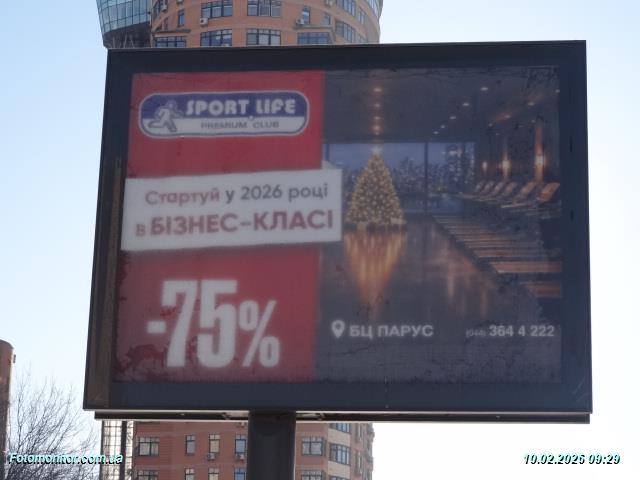 SPORT LIFE
PREMIUM CLUB
Стартуй у 2026 році
в БІЗНЕС-КЛАСІ
-75%
БЦ ПАРУС
(044) 364 4 222
Fotomonitor.com.ua
10.02.2026 09:29